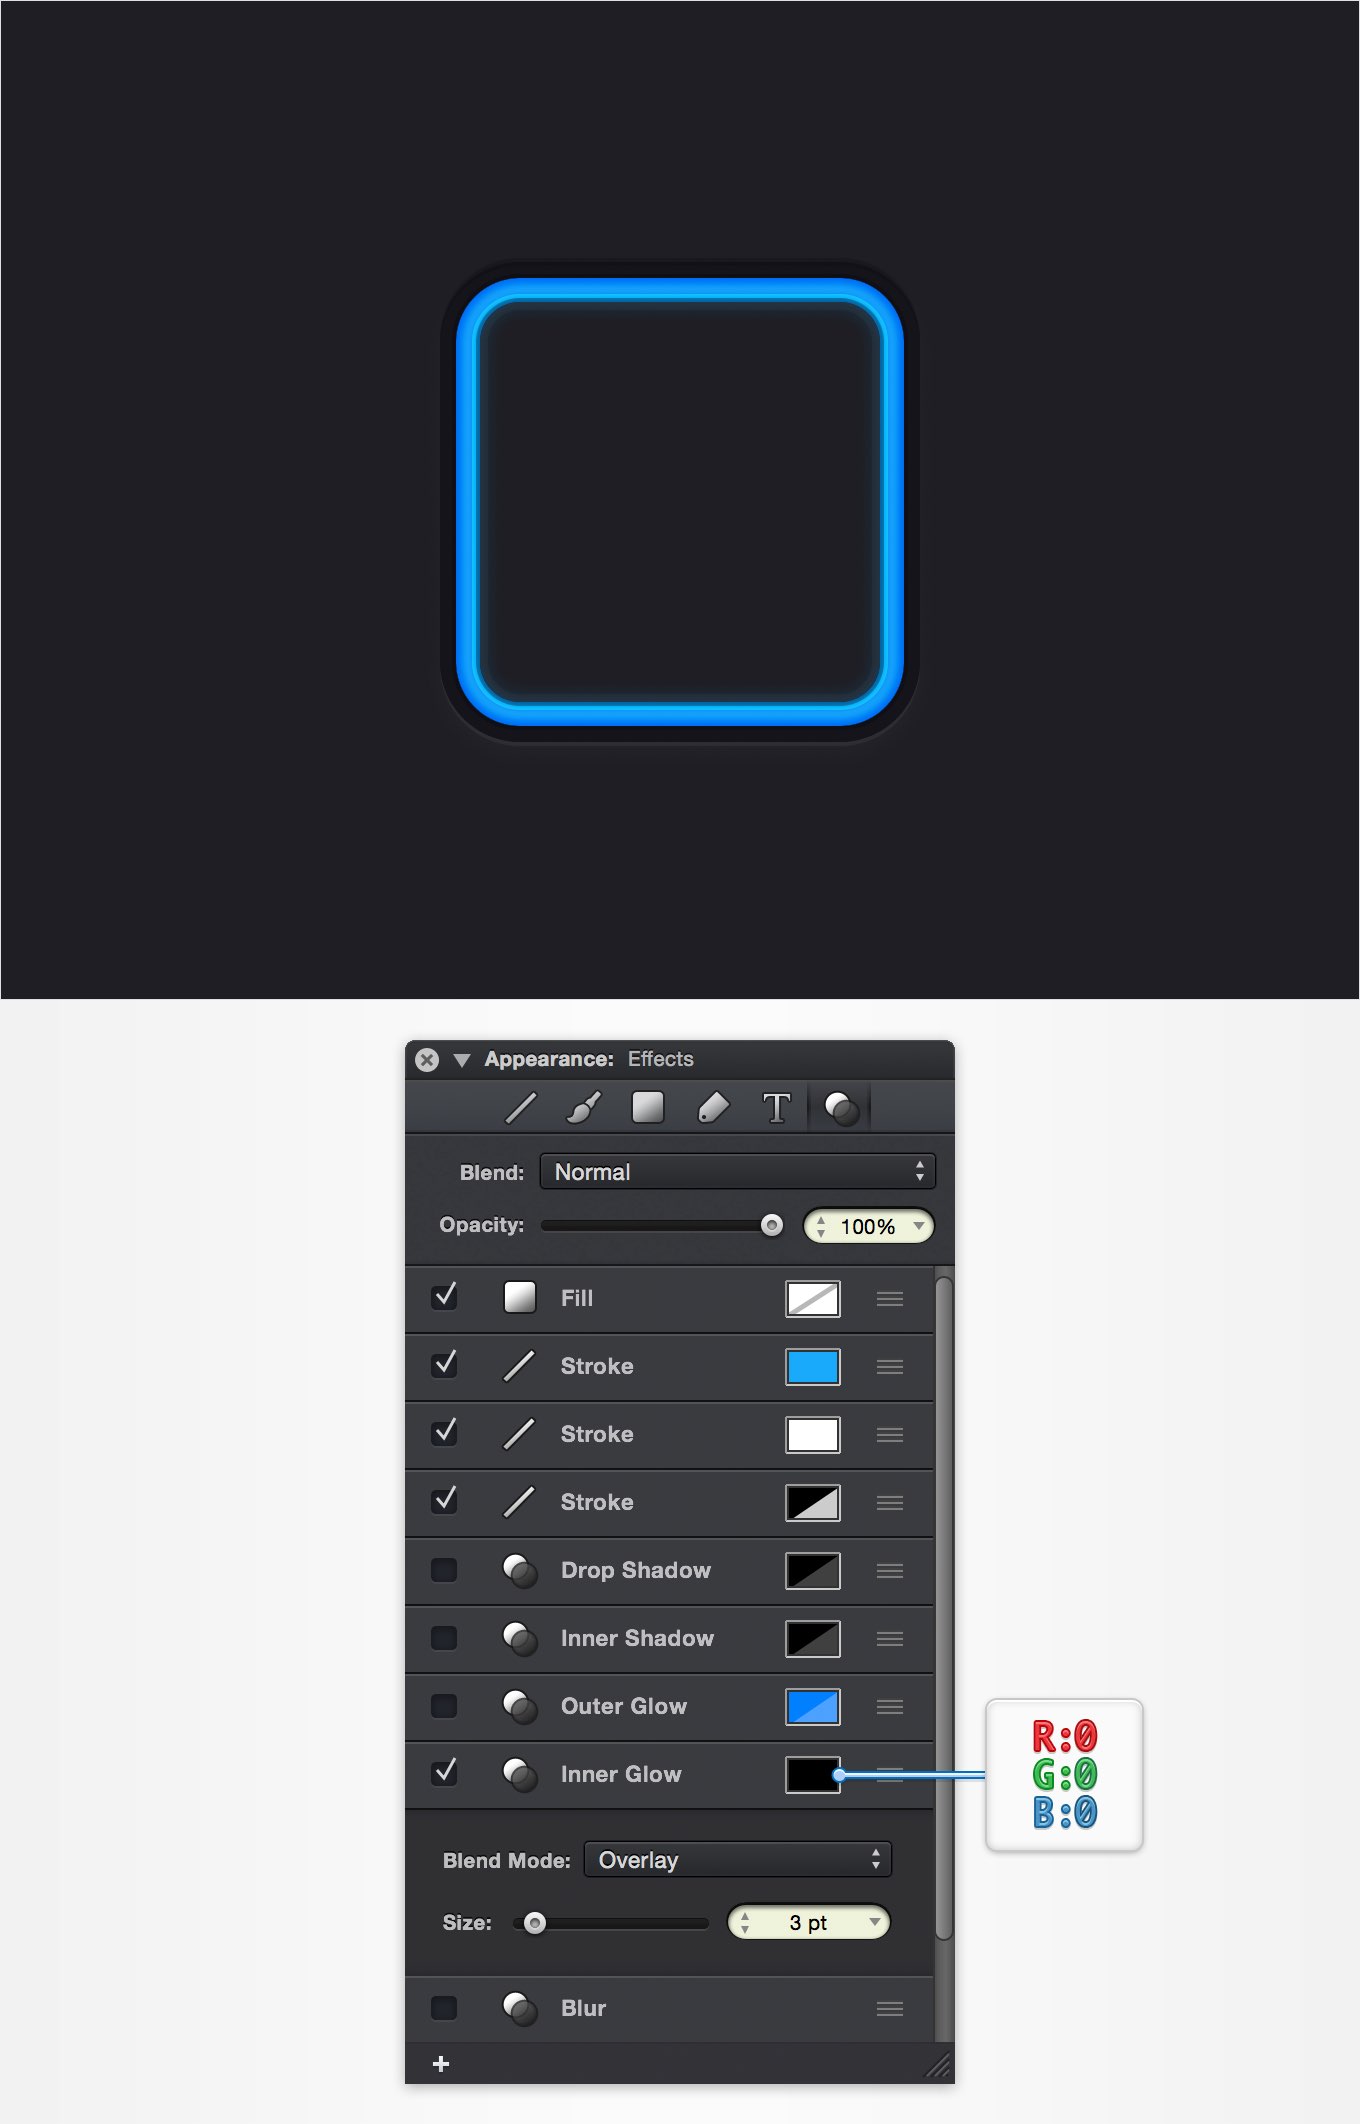 Appearance: Effects
T
Blend: Normal
Opacity: 100%
Fill
Stroke
Stroke
Stroke
Drop Shadow
Inner Shadow
Outer Glow
Inner Glow
R:0
G:0
B:0
Blend Mode: Overlay
Size: 3 pt
Blur